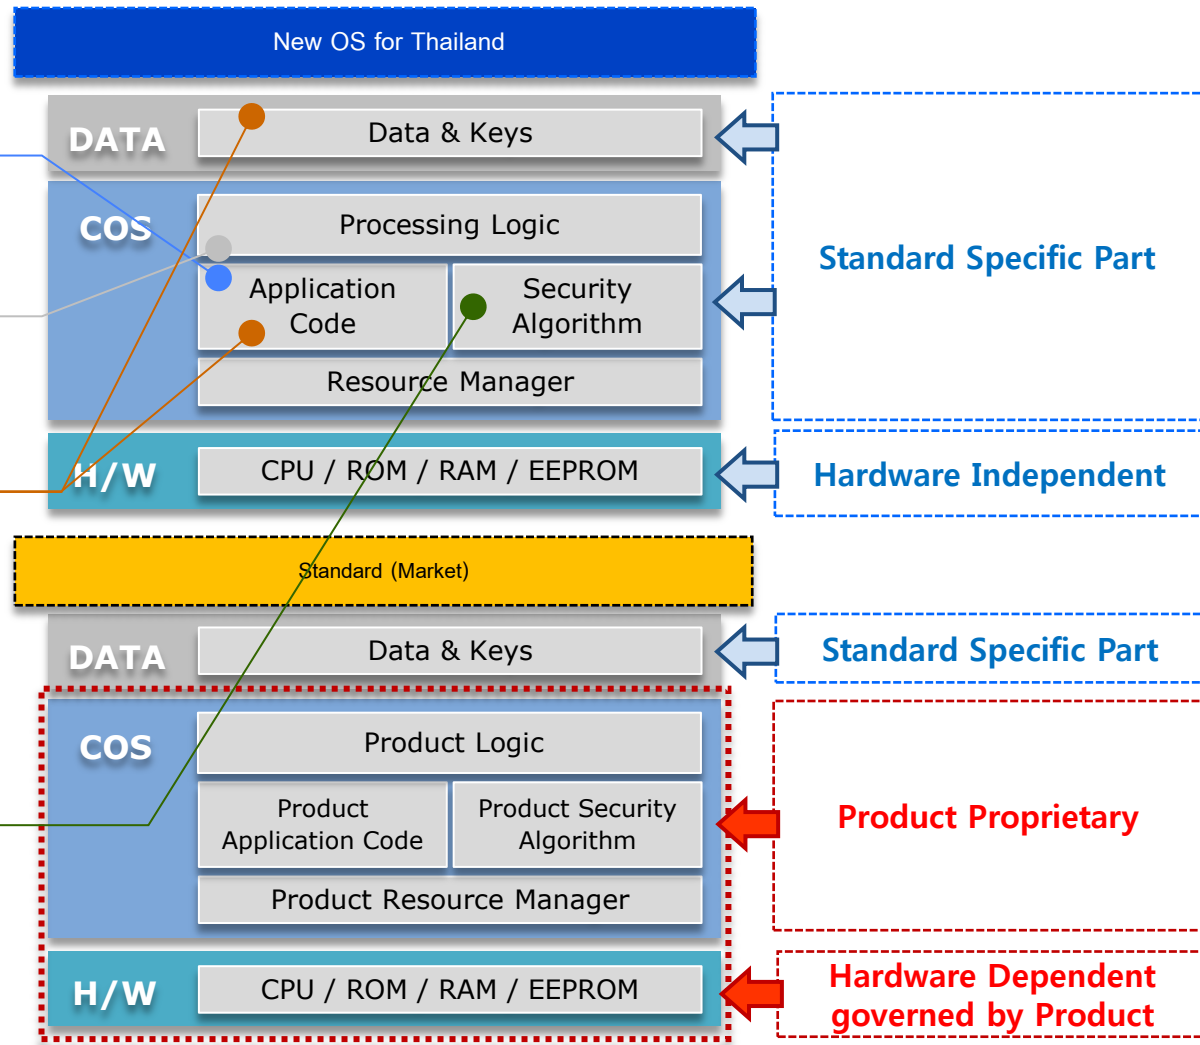 New OS for Thailand
DATA
Data & Keys
COS
Processing Logic
Application
Code
Security
Algorithm
Resource Manager
Standard Specific Part
H/W
CPU / ROM / RAM / EEPROM
Hardware Independent
Standard (Market)
DATA
Data & Keys
Standard Specific Part
COS
Product Logic
Product
Application Code
Product Security
Algorithm
Product Resource Manager
Product Proprietary
H/W
CPU / ROM / RAM / EEPROM
Hardware Dependent
governed by Product